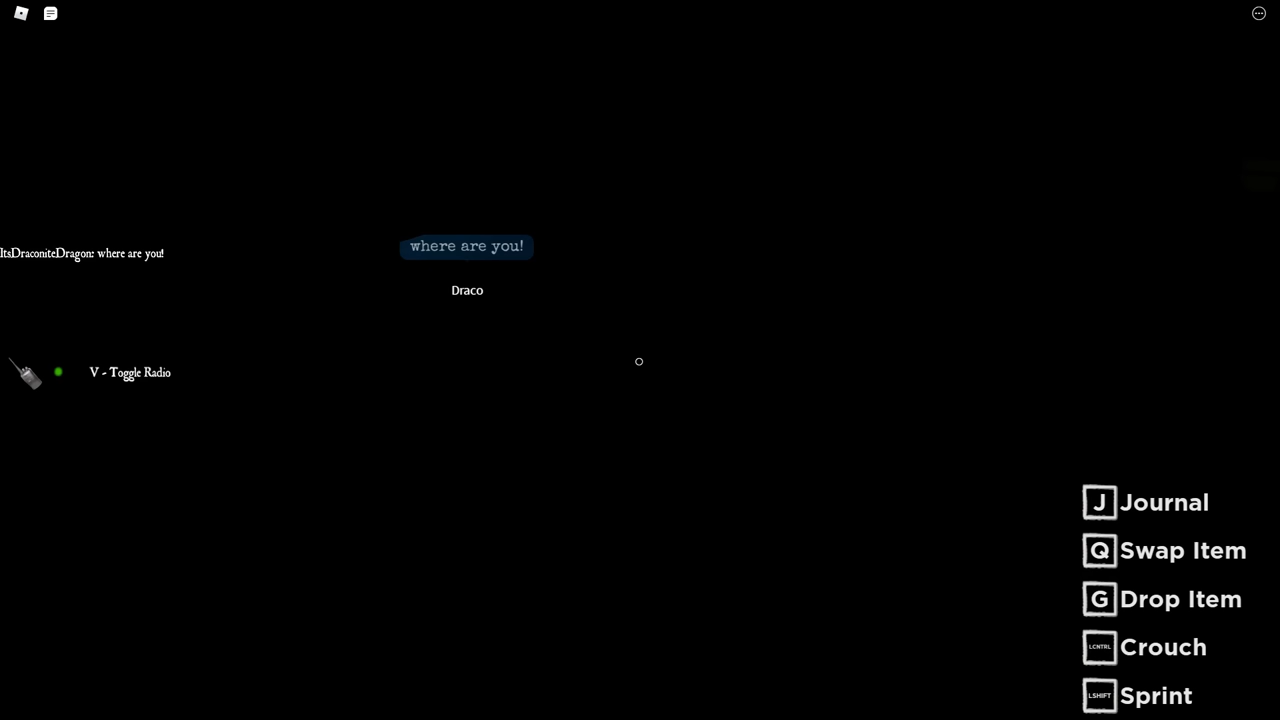 where are you!
ItsDraconiteDragon: where are you!
Draco
V - Toggle Radio
J Journal
Q Swap Item
G Drop Item
LCNTRL Crouch
LSHIFT Sprint